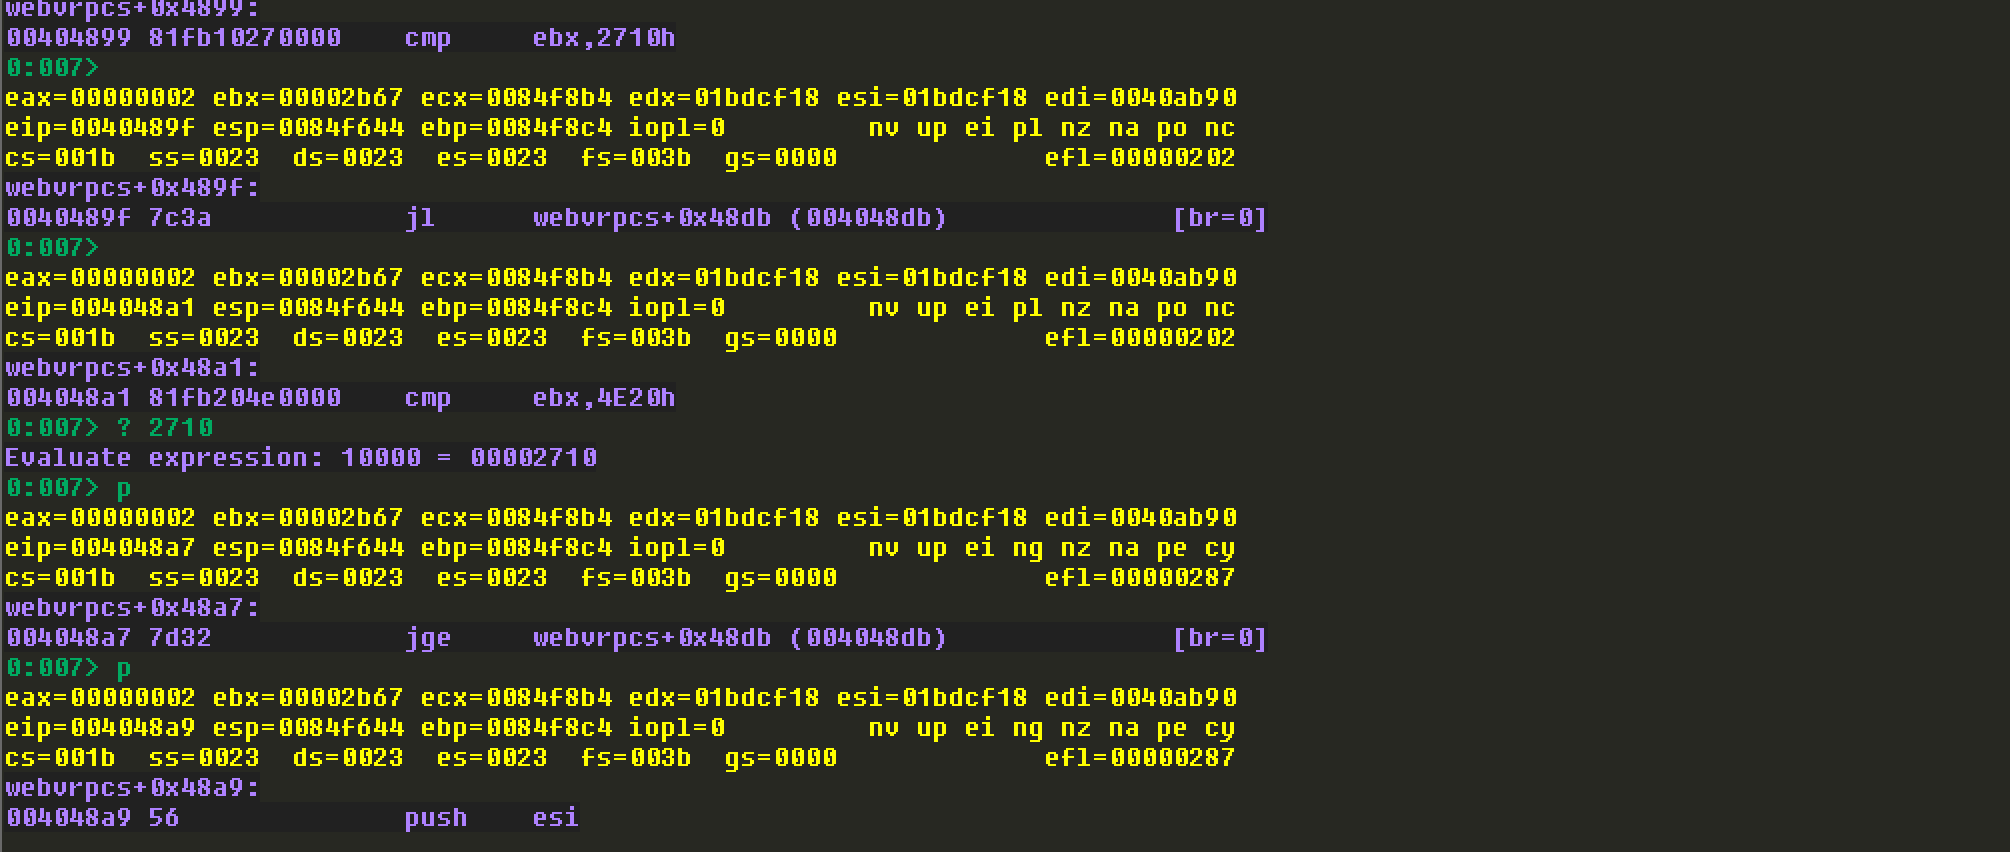 webvrpcs+0x4899:
00404899 81fb10270000    cmp     ebx,2710h
0:007>
eax=00000002 ebx=00002b67 ecx=0084f8b4 edx=01bdcf18 esi=01bdcf18 edi=0040ab90
eip=0040489f esp=0084f644 ebp=0084f8c4 iopl=0         nv up ei pl nz na po nc
cs=001b  ss=0023  ds=0023  es=0023  fs=003b  gs=0000             efl=00000202
webvrpcs+0x489f:
0040489f 7c3a            jl      webvrpcs+0x48db (004048db)              [br=0]
0:007>
eax=00000002 ebx=00002b67 ecx=0084f8b4 edx=01bdcf18 esi=01bdcf18 edi=0040ab90
eip=004048a1 esp=0084f644 ebp=0084f8c4 iopl=0         nv up ei pl nz na po nc
cs=001b  ss=0023  ds=0023  es=0023  fs=003b  gs=0000             efl=00000202
webvrpcs+0x48a1:
004048a1 81fb204e0000    cmp     ebx,4E20h
0:007> ? 2710
Evaluate expression: 10000 = 00002710
0:007> p
eax=00000002 ebx=00002b67 ecx=0084f8b4 edx=01bdcf18 esi=01bdcf18 edi=0040ab90
eip=004048a7 esp=0084f644 ebp=0084f8c4 iopl=0         nv up ei ng nz na pe cy
cs=001b  ss=0023  ds=0023  es=0023  fs=003b  gs=0000             efl=00000287
webvrpcs+0x48a7:
004048a7 7d32            jge     webvrpcs+0x48db (004048db)              [br=0]
0:007> p
eax=00000002 ebx=00002b67 ecx=0084f8b4 edx=01bdcf18 esi=01bdcf18 edi=0040ab90
eip=004048a9 esp=0084f644 ebp=0084f8c4 iopl=0         nv up ei ng nz na pe cy
cs=001b  ss=0023  ds=0023  es=0023  fs=003b  gs=0000             efl=00000287
webvrpcs+0x48a9:
004048a9 56              push    esi